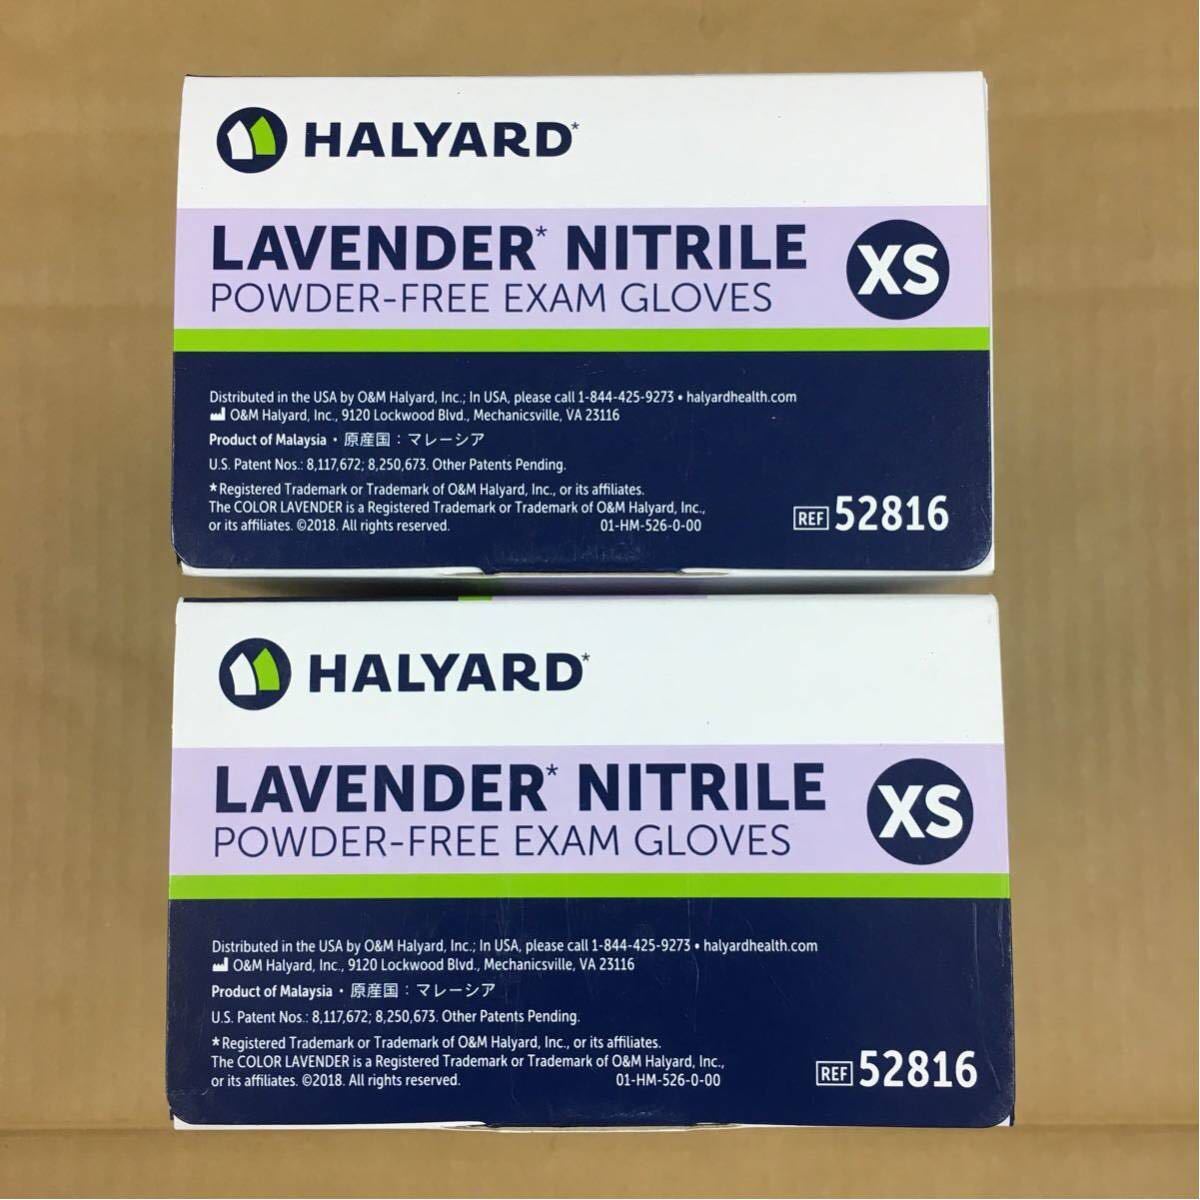 HALYARD*
LAVENDER* NITRILE
POWDER-FREE EXAM GLOVES
XS
Distributed in the USA by O&M Halyard, Inc.; In USA, please call 1-844-425-9273 • halyardhealth.com
O&M Halyard, Inc., 9120 Lockwood Blvd., Mechanicsville, VA 23116
Product of Malaysia · 原産国：マレーシア
U.S. Patent Nos.: 8,117,672; 8,250,673. Other Patents Pending.
*Registered Trademark or Trademark of O&M Halyard, Inc., or its affiliates.
The COLOR LAVENDER is a Registered Trademark or Trademark of O&M Halyard, Inc.,
or its affiliates. ©2018. All rights reserved. 01-HM-526-0-00
REF 52816
HALYARD*
LAVENDER* NITRILE
POWDER-FREE EXAM GLOVES
XS
Distributed in the USA by O&M Halyard, Inc.; In USA, please call 1-844-425-9273 • halyardhealth.com
O&M Halyard, Inc., 9120 Lockwood Blvd., Mechanicsville, VA 23116
Product of Malaysia · 原産国：マレーシア
U.S. Patent Nos.: 8,117,672; 8,250,673. Other Patents Pending.
*Registered Trademark or Trademark of O&M Halyard, Inc., or its affiliates.
The COLOR LAVENDER is a Registered Trademark or Trademark of O&M Halyard, Inc.,
or its affiliates. ©2018. All rights reserved. 01-HM-526-0-00
REF 52816